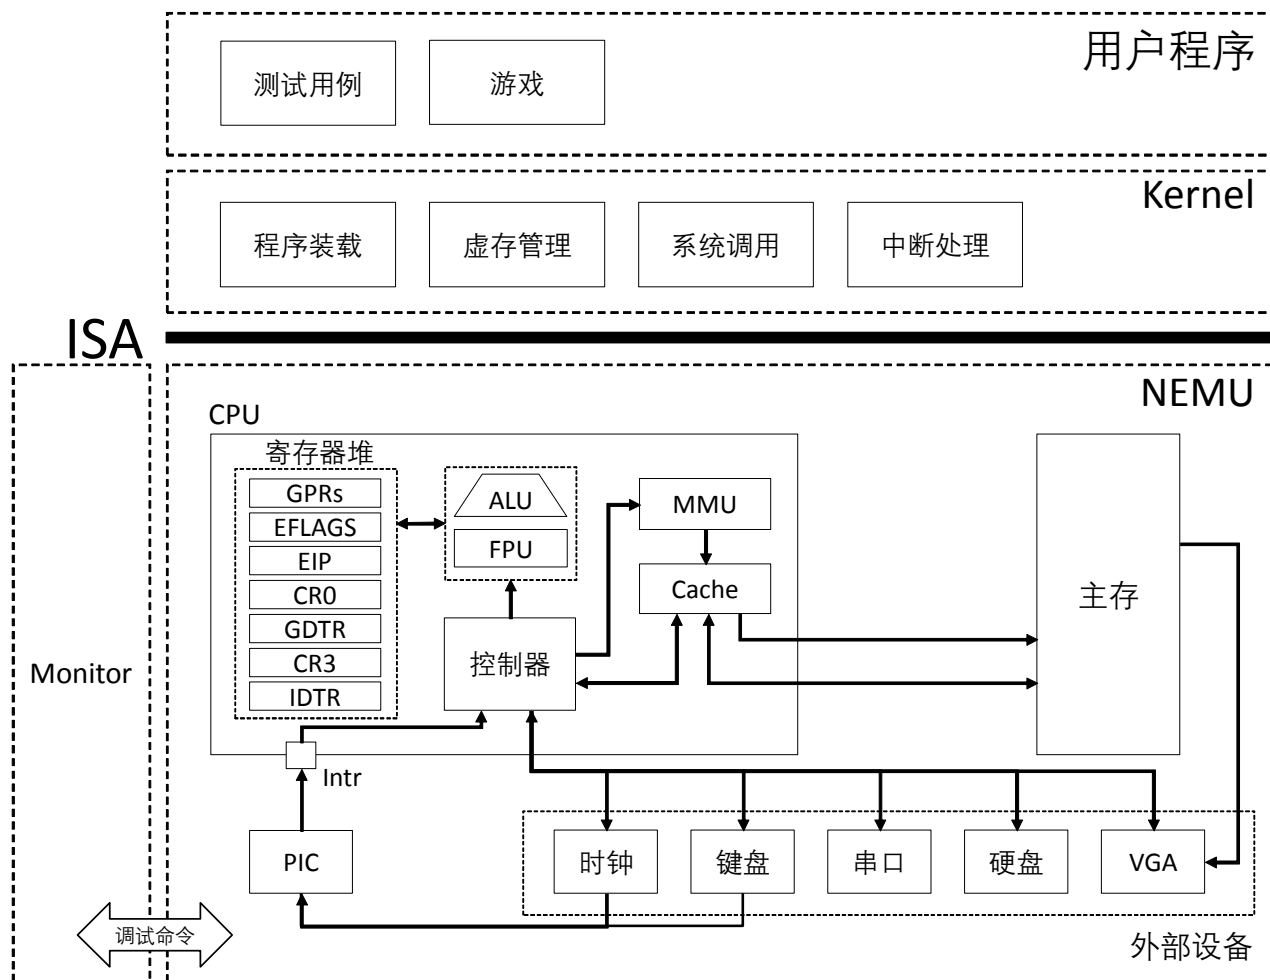 用户程序
测试用例
游戏
Kernel
程序装载
虚存管理
系统调用
中断处理
ISA
NEMU
CPU
寄存器堆
GPRs
EFLAGS
EIP
CR0
GDTR
CR3
IDTR
ALU
FPU
MMU
Cache
控制器
主存
Monitor
Intr
PIC
时钟
键盘
串口
硬盘
VGA
调试命令
外部设备